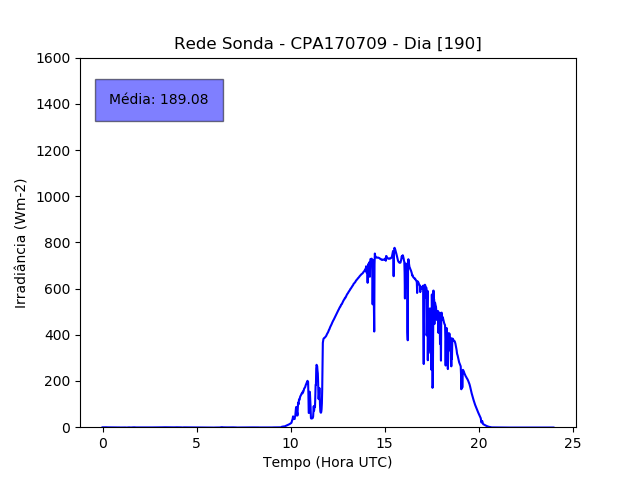 Rede Sonda - CPA170709 - Dia [190]
1600
1400
1200
1000
800
600
400
200
0
Irradiância (Wm-2)
Média: 189.08
0 5 10 15 20 25
Tempo (Hora UTC)